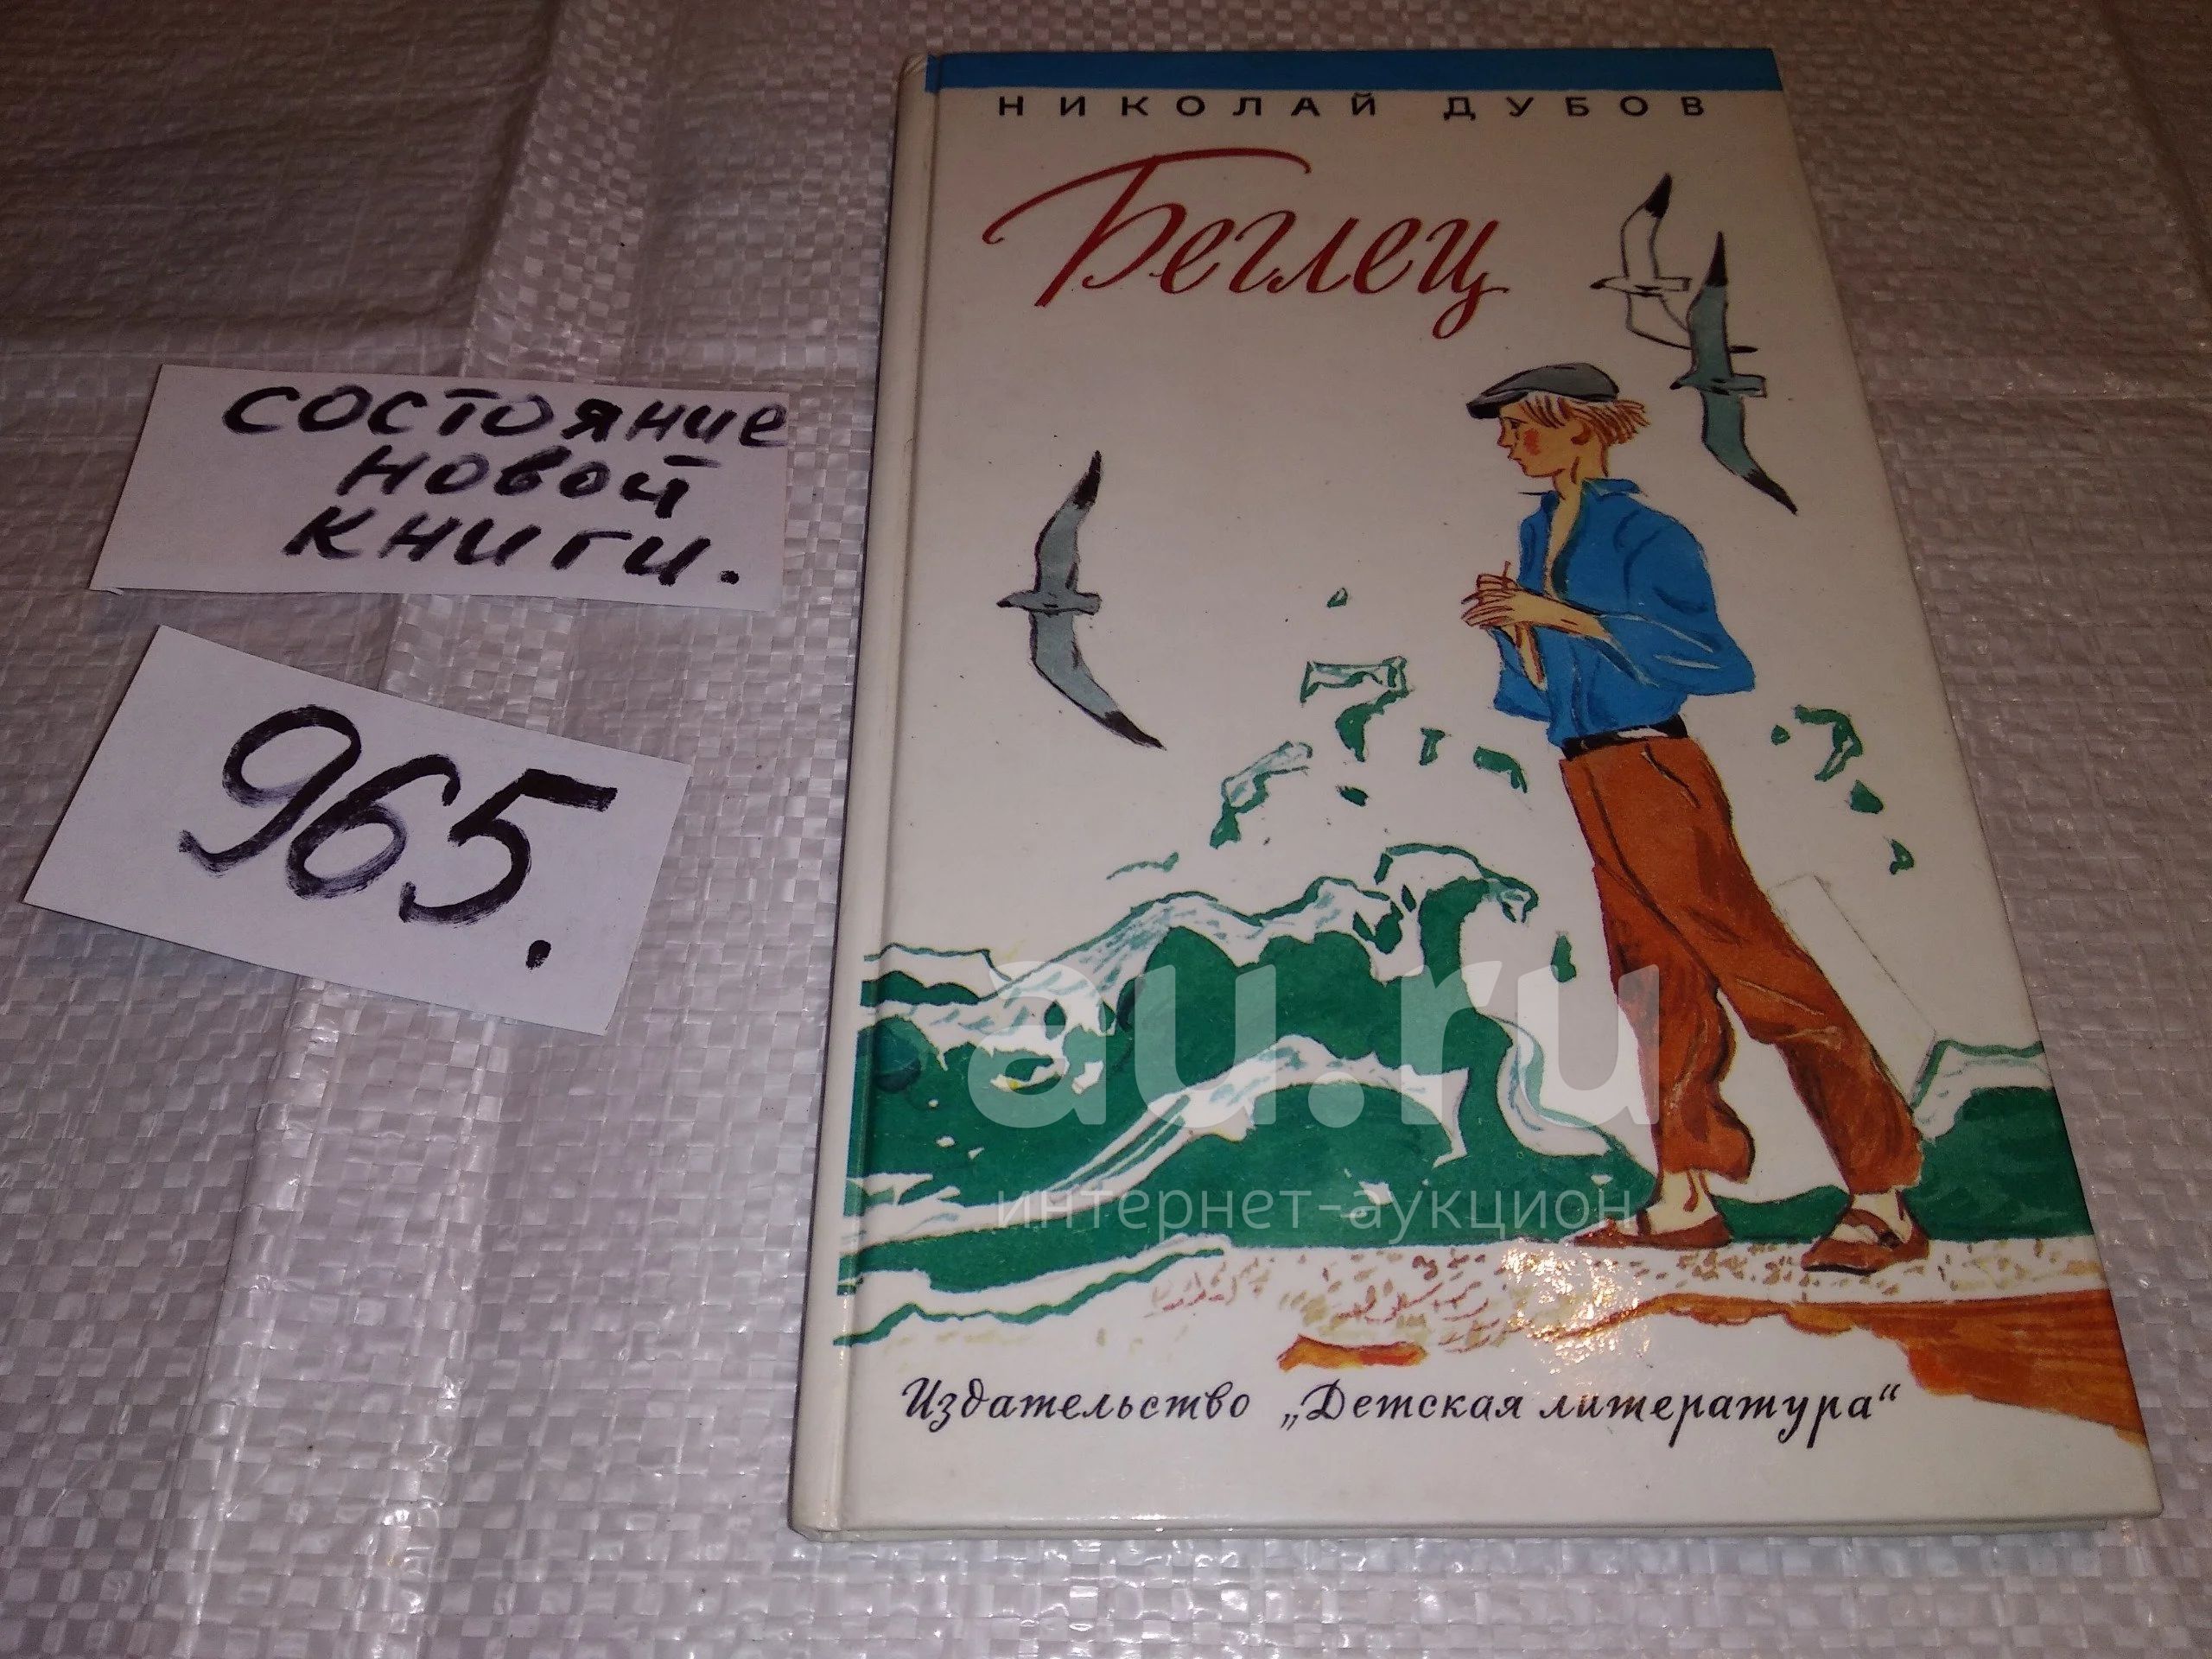 НИКОЛАЙ ДУБОВ
Беглец
состояние
новой
книги.
965.
au.ru
интернет-аукцион
Издательство „Детская литература“